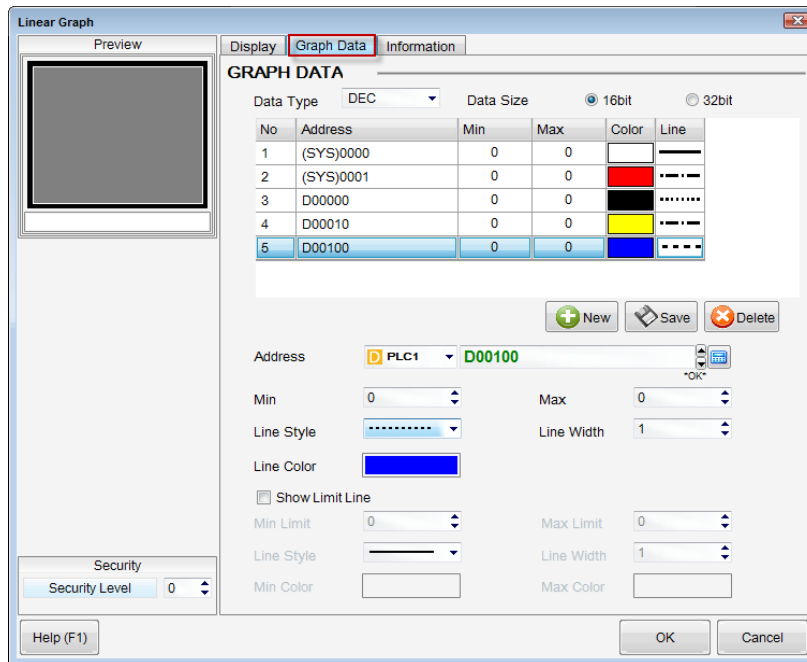 Linear Graph
Preview
Display Graph Data Information
GRAPH DATA
Data Type DEC Data Size 16bit 32bit
No Address Min Max Color Line
1 (SYS)0000 0 0
2 (SYS)0001 0 0
3 D00000 0 0
4 D00010 0 0
5 D00100 0 0
New Save Delete
Address D PLC1 D00100
*OK*
Min 0 Max 0
Line Style Line Width 1
Line Color
Show Limit Line
Min Limit 0 Max Limit 0
Line Style Line Width 1
Min Color Max Color
Security
Security Level 0
Help (F1) OK Cancel